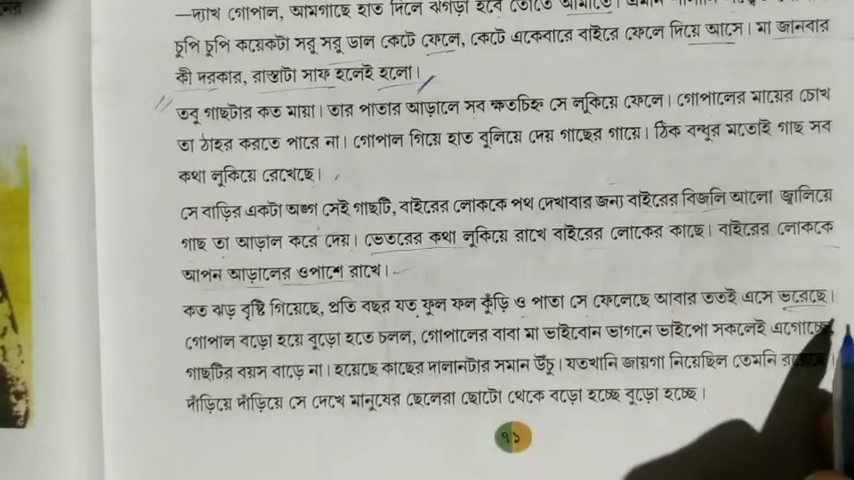 —দ্যাখ গোপাল, আমগাছে হাত দিলে ঝগড়া হবে তোতে আমাতে।
চুপি চুপি কয়েকটা সরু সরু ডাল কেটে ফেলে, কেটে একেবারে বাইরে ফেলে দিয়ে আসে। মা জানবার
কী দরকার, রাস্তাটা সাফ হলেই হলো।
তবু গাছটার কত মায়া। তার পাতার আড়ালে সব ক্ষতচিহ্ন সে লুকিয়ে ফেলে। গোপালের মায়ের চোখ
তা ঠাহর করতে পারে না। গোপাল গিয়ে হাত বুলিয়ে দেয় গাছের গায়ে। ঠিক বন্ধুর মতোই গাছ সব
কথা লুকিয়ে রেখেছে।
সে বাড়ির একটা অঙ্গ সেই গাছটি, বাইরের লোককে পথ দেখাবার জন্য বাইরের বিজলি আলো জ্বালিয়ে
গাছ তা আড়াল করে দেয়। ভেতরের কথা লুকিয়ে রাখে বাইরের লোকের কাছে। বাইরের লোককে
আপন আড়ালের ওপাশে রাখে।
কত ঝড় বৃষ্টি গিয়েছে, প্রতি বছর যত ফুল ফল কুঁড়ি ও পাতা সে ফেলেছে আবার ততই এসে ভরেছে।
গোপাল বড়ো হয়ে বুড়ো হতে চলল, গোপালের বাবা মা ভাইবোন ভাগনে ভাইপো সকলেই এগোচ্ছে
গাছটির বয়স বাড়ে না। হয়েছে কাছের দালানটার সমান উঁচু। যতখানি জায়গা নিয়েছিল তেমনি
দাঁড়িয়ে দাঁড়িয়ে সে দেখে মানুষের ছেলেরা ছোটো থেকে বড়ো হচ্ছে বুড়ো হচ্ছে।
৭১